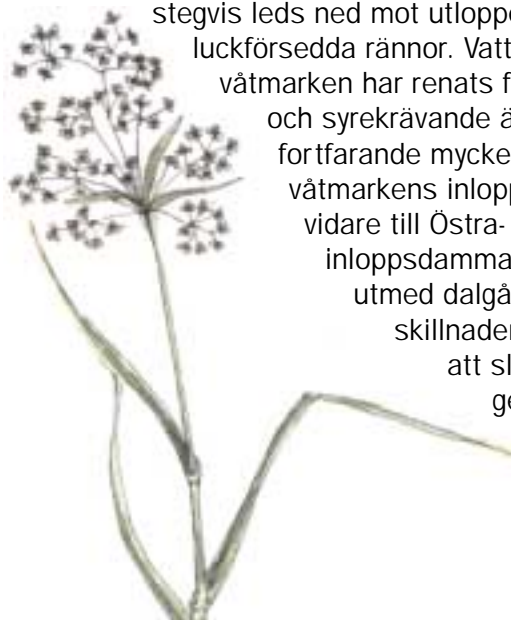 stegvis leds ned mot utloppe
luckförsedda rännor. Vatt
våtmarken har renats f
och syrekrävande ä
fortfarande mycke
våtmarkens inlopp
vidare till Östra-
inloppsdamma
utmed dalgå
skillnader
att sl
ge